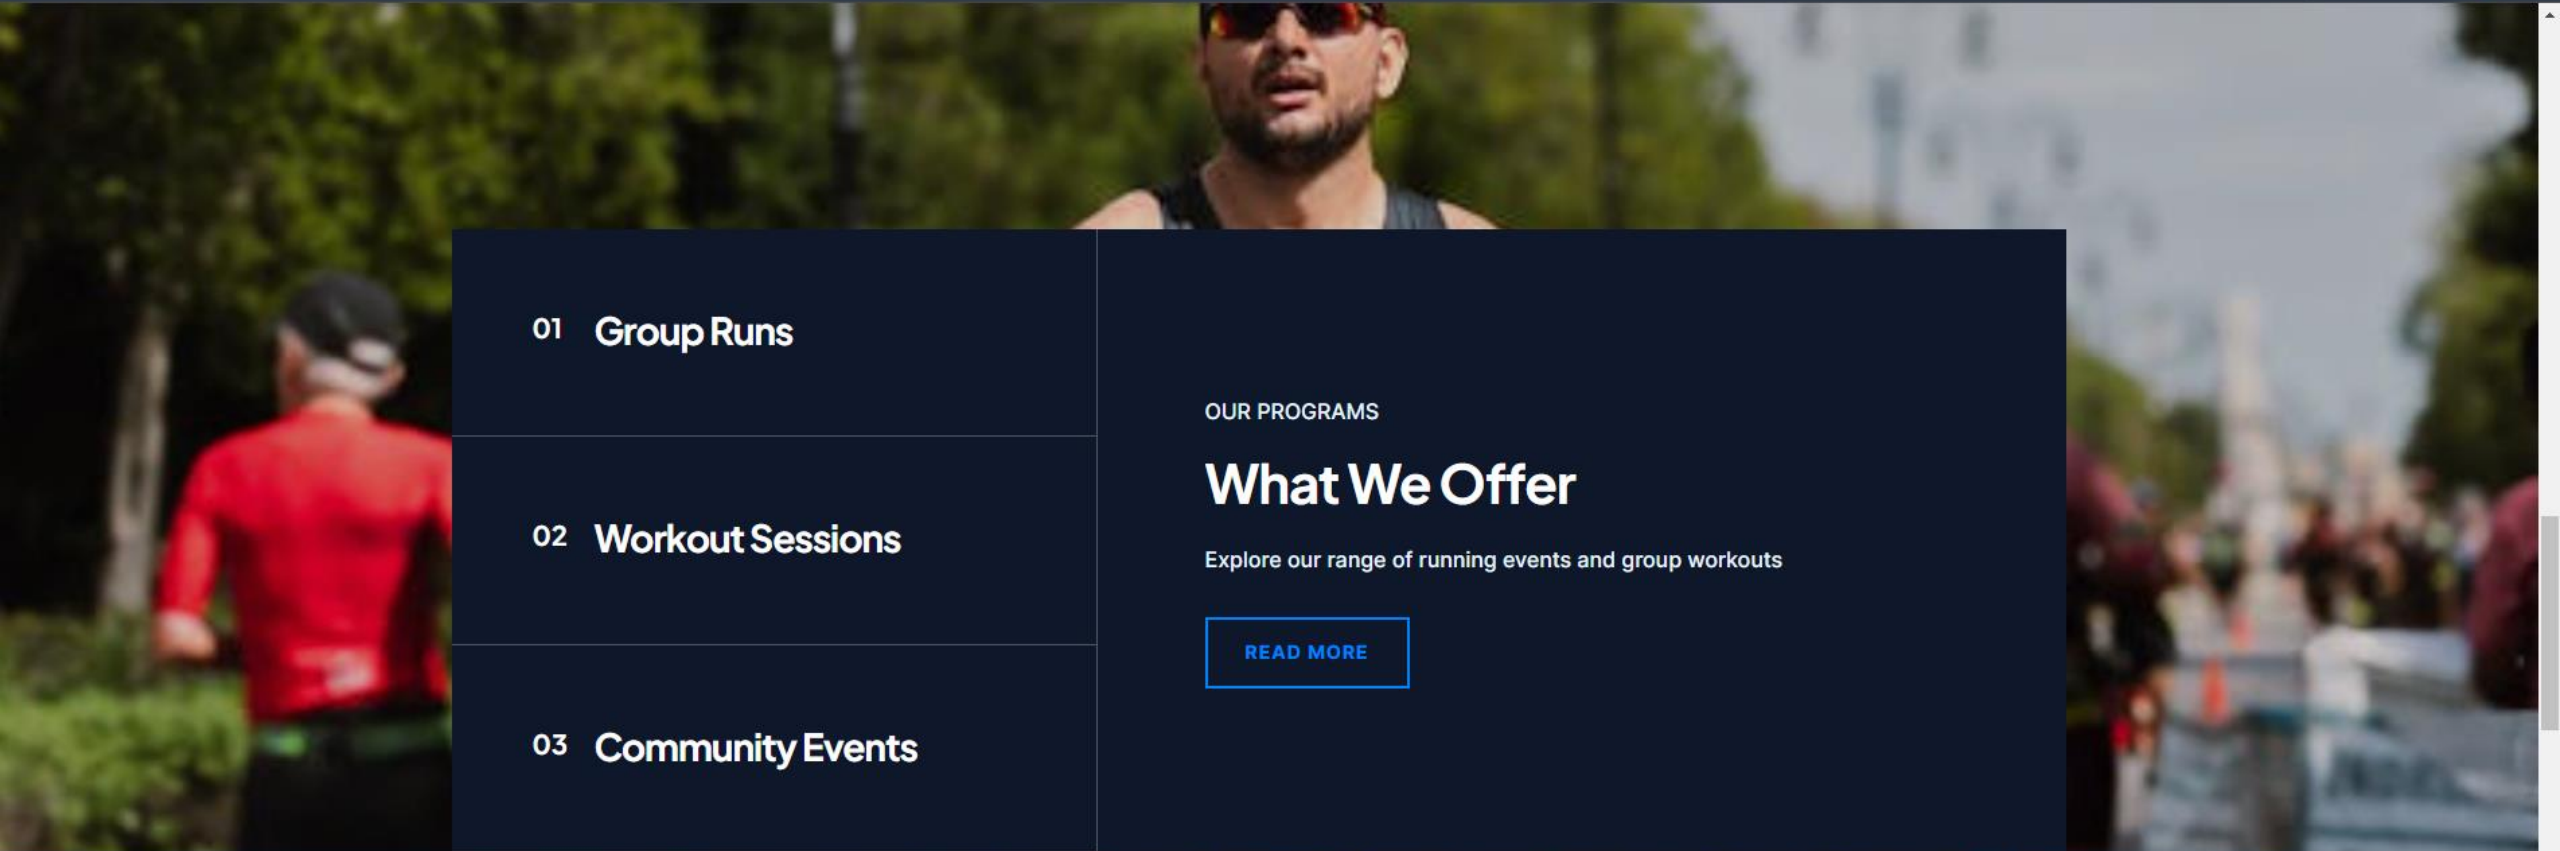 01 Group Runs
02 Workout Sessions
03 Community Events
OUR PROGRAMS
What We Offer
Explore our range of running events and group workouts
READ MORE